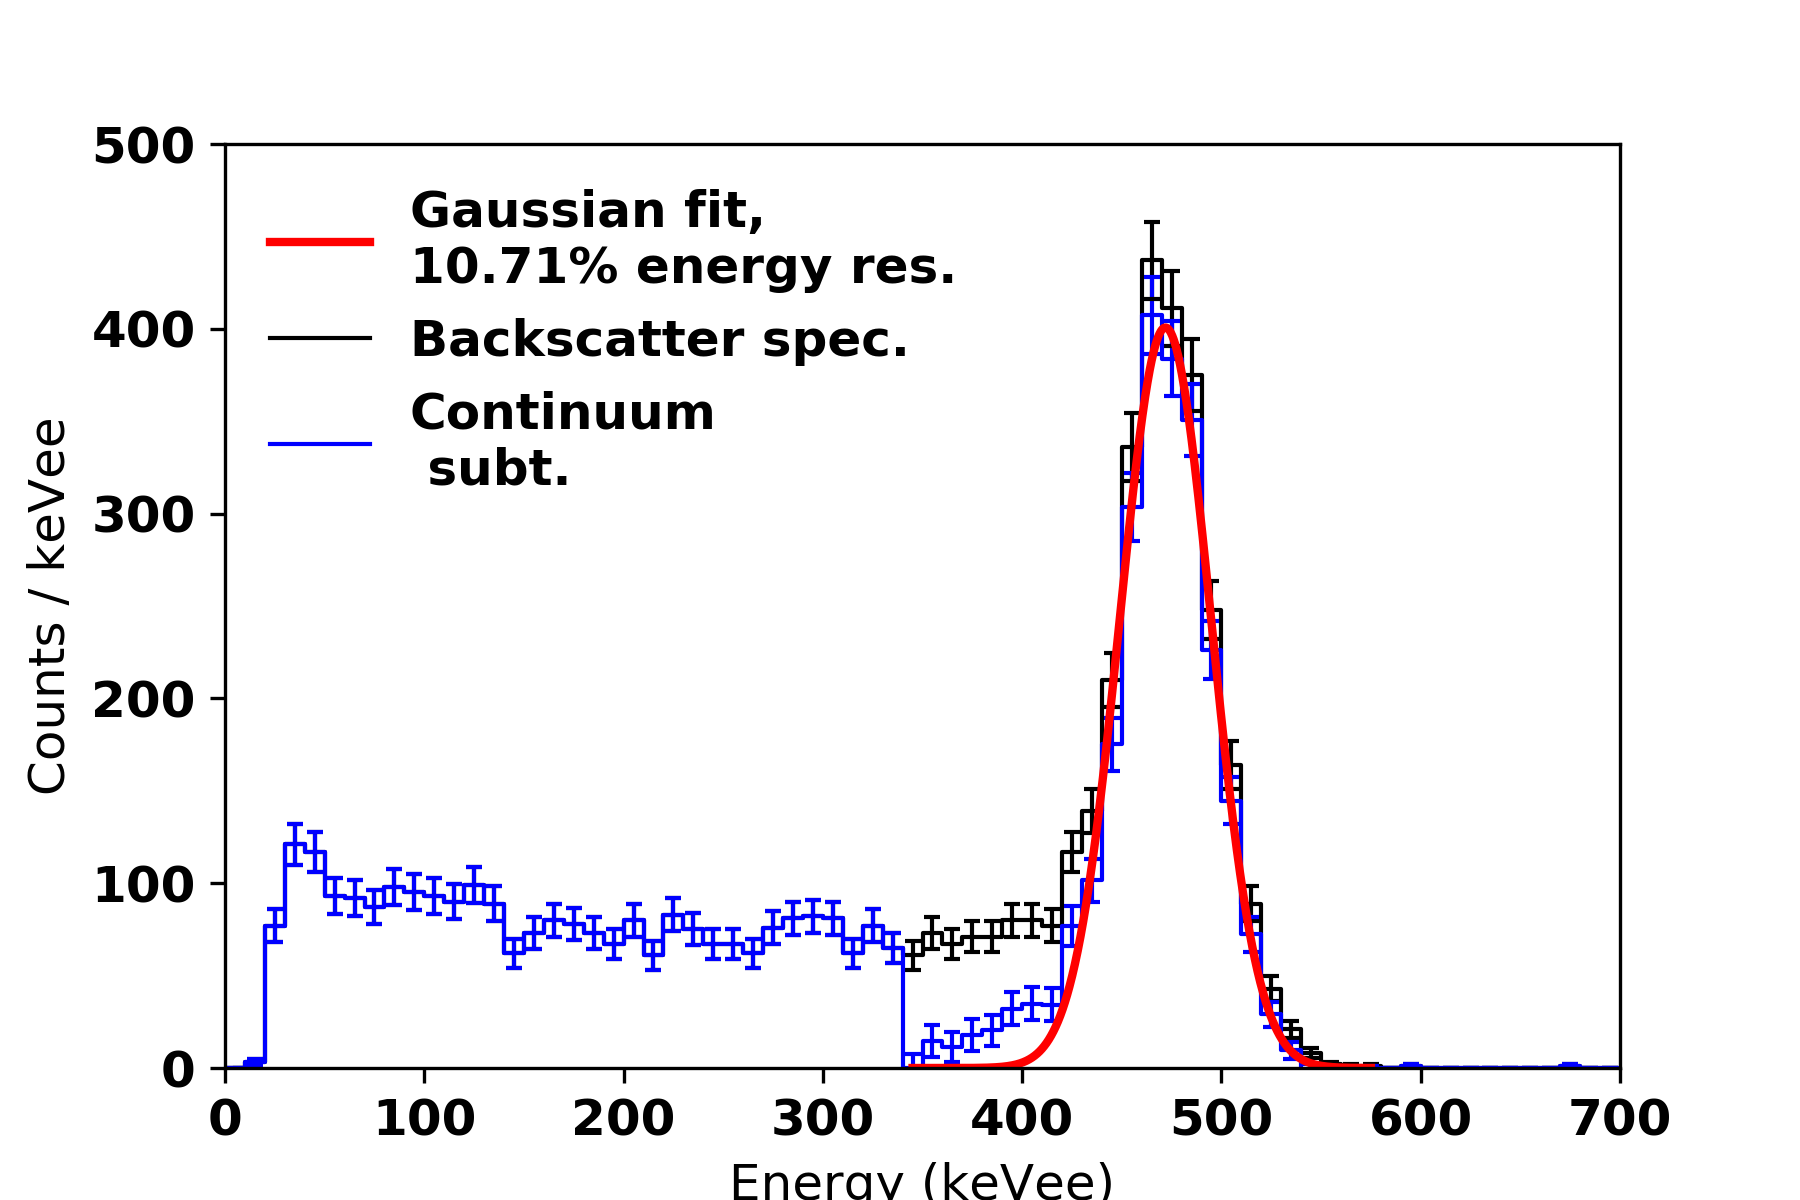 500
400
300
200
100
0
Counts / keVee
Gaussian fit,
10.71% energy res.
Backscatter spec.
Continuum
subt.
0 100 200 300 400 500 600 700
Energy (keVee)